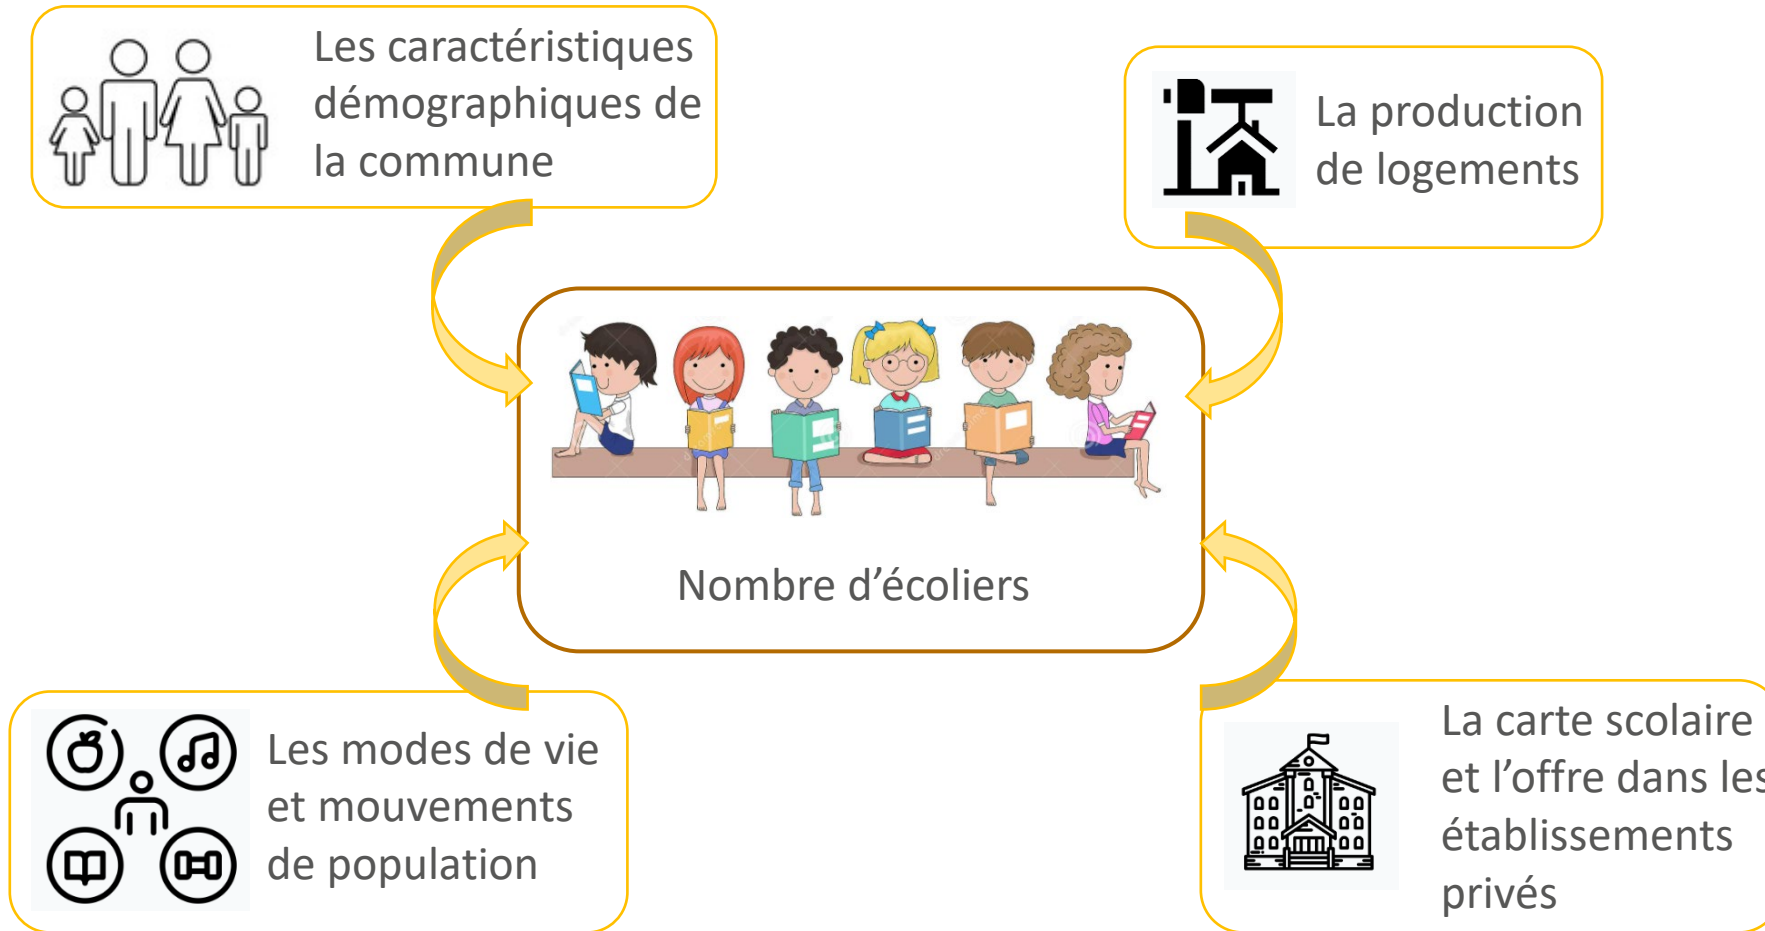 Les caractéristiques
démographiques de
la commune
La production
de logements
Nombre d’écoliers
Les modes de vie
et mouvements
de population
La carte scolaire
et l’offre dans les
établissements
privés